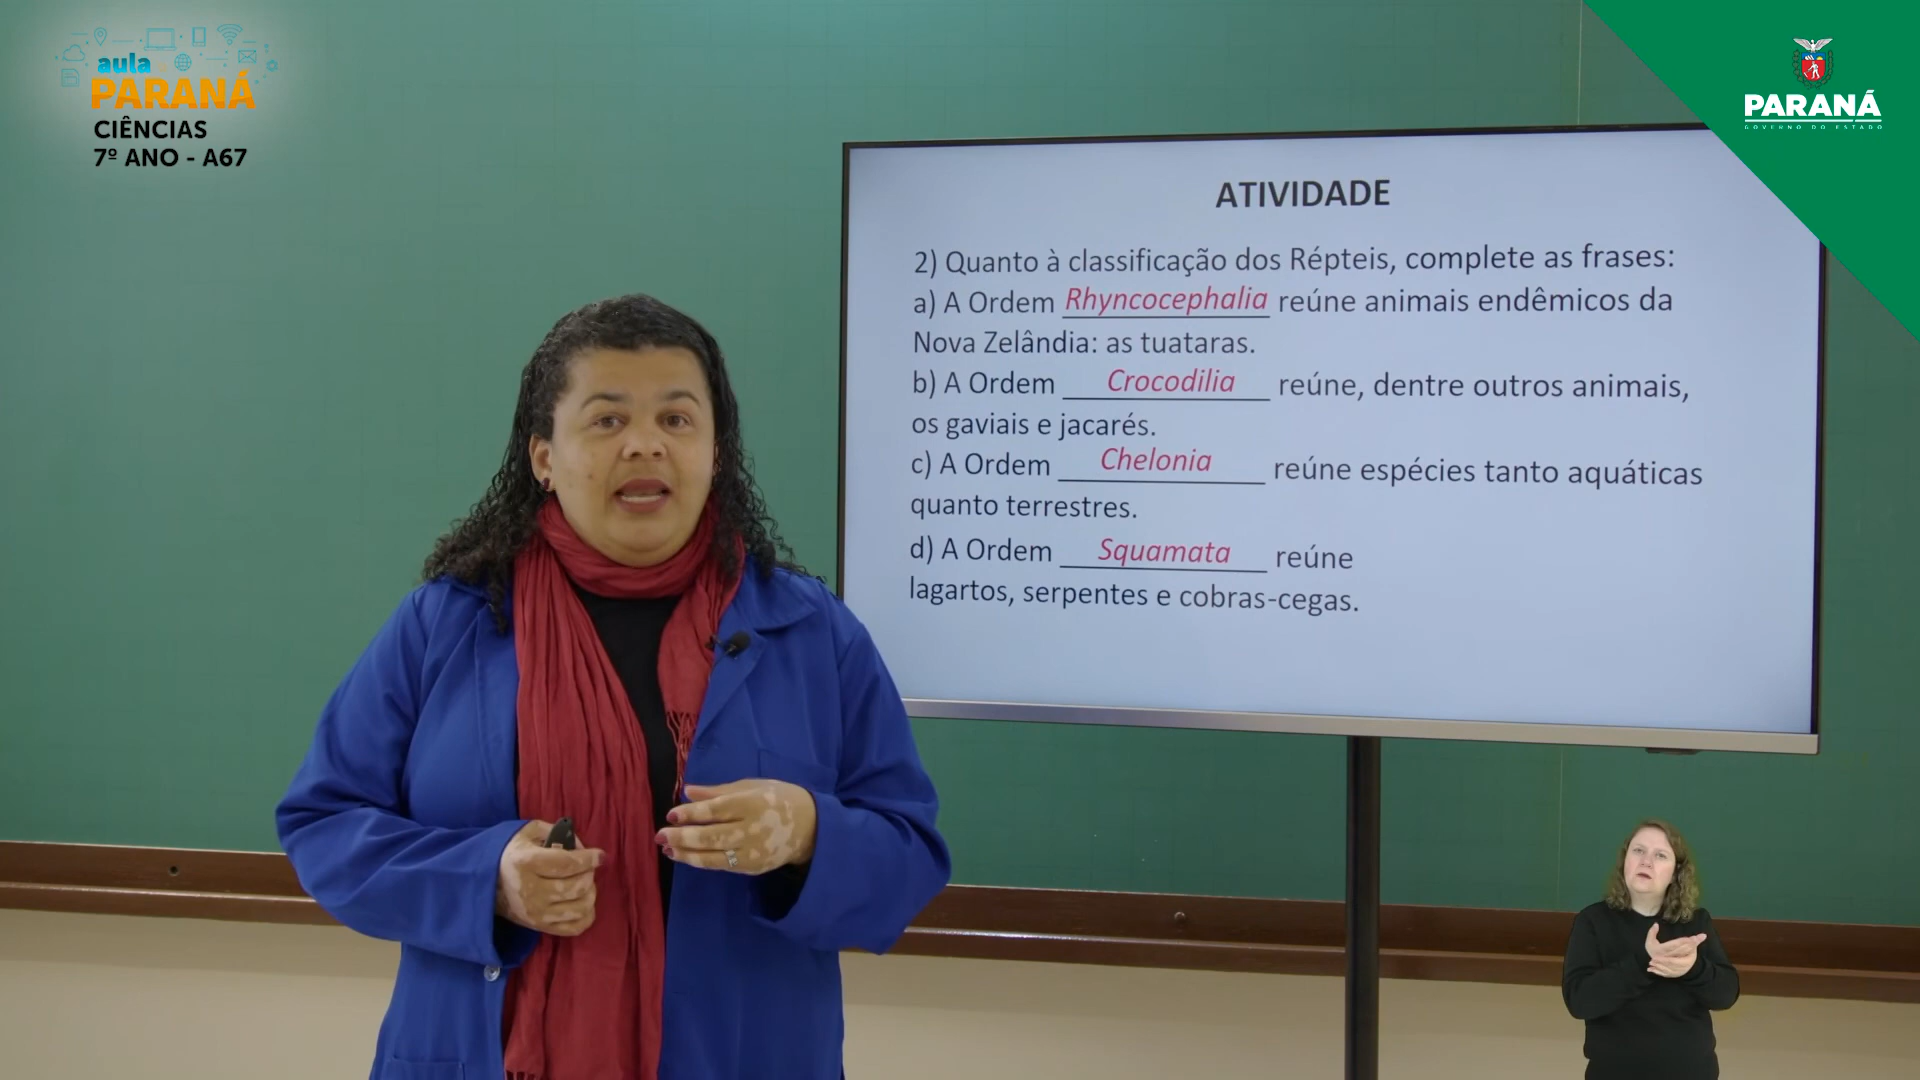 aula
PARANÁ
CIÊNCIAS
7º ANO - A67
PARANÁ
GOVERNO DO ESTADO
ATIVIDADE
2) Quanto à classificação dos Répteis, complete as frases:
a) A Ordem Rhyncocephalia reúne animais endêmicos da
Nova Zelândia: as tuataras.
b) A Ordem Crocodilia reúne, dentre outros animais,
os gaviais e jacarés.
c) A Ordem Chelonia reúne espécies tanto aquáticas
quanto terrestres.
d) A Ordem Squamata reúne
lagartos, serpentes e cobras-cegas.